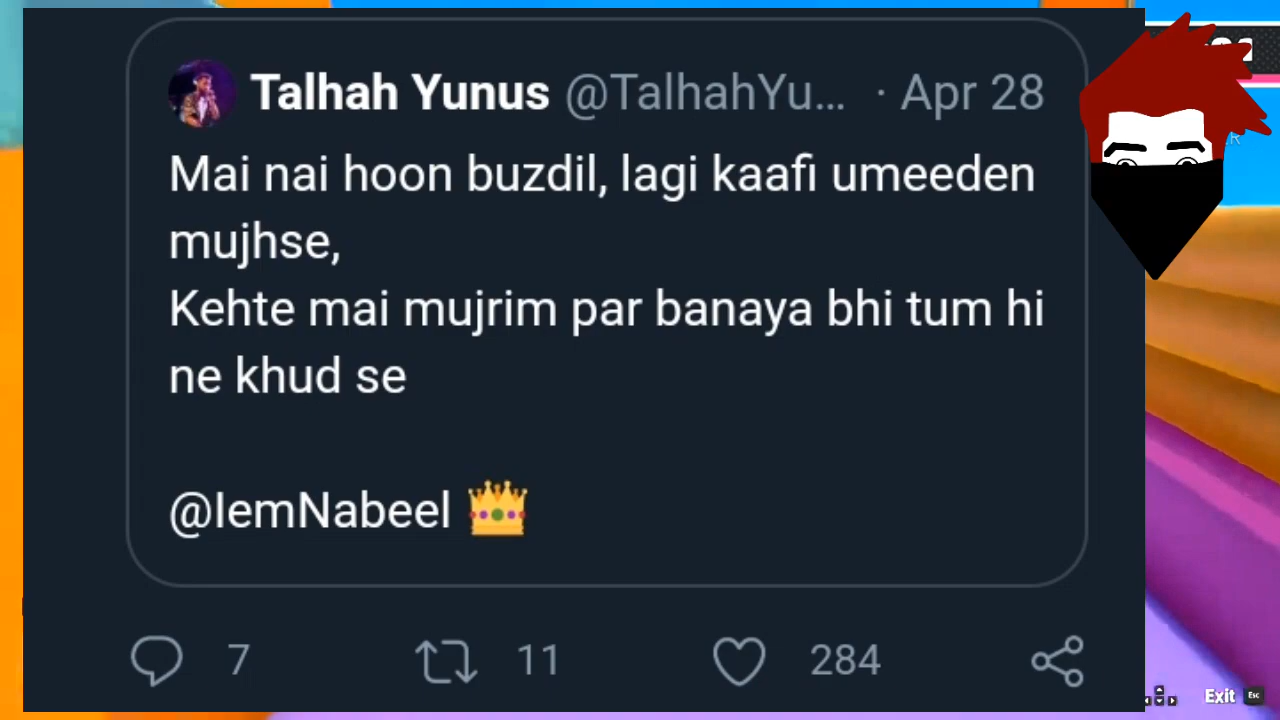 Talhah Yunus @TalhahYu... · Apr 28
Mai nai hoon buzdil, lagi kaafi umeeden
mujhse,
Kehte mai mujrim par banaya bhi tum hi
ne khud se
@IemNabeel 👑
7 11 284
Exit Esc